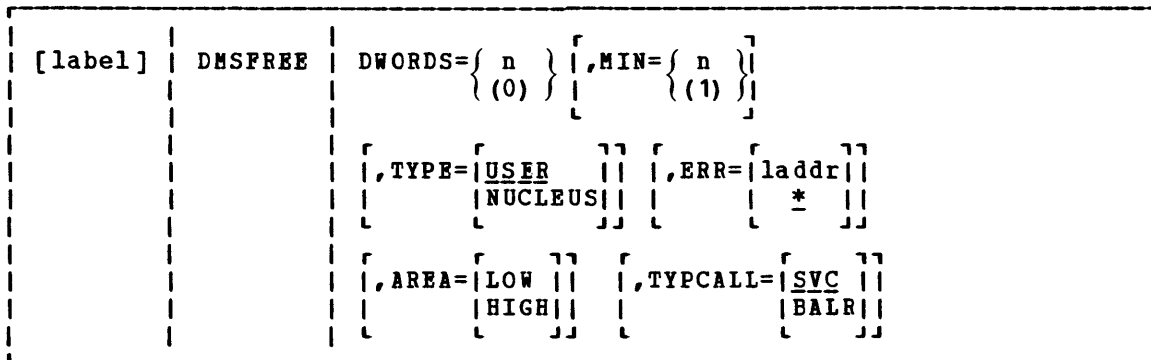 [label] | DMSFREE | DWORDS={ n } [,MIN={ n }]
{(0)} {(1)}
[,TYPE=[USER]] [,ERR=[laddr]]
[NUCLEUS] [*]
[,AREA=[LOW]] [,TYPCALL=[SVC]]
[HIGH] [BALR]